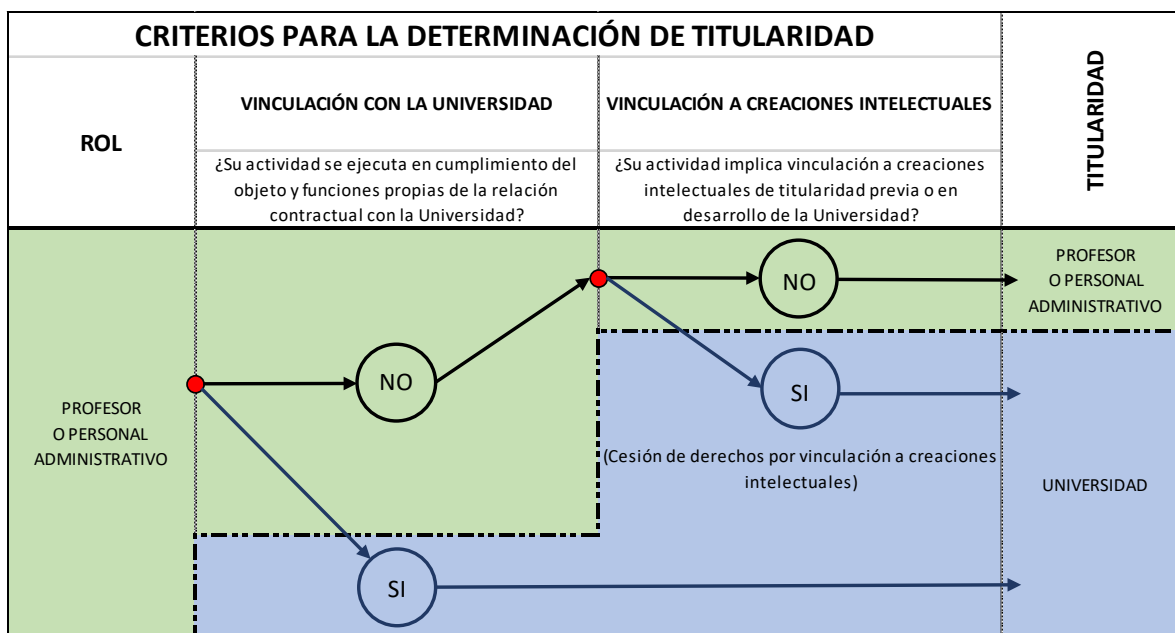 CRITERIOS PARA LA DETERMINACIÓN DE TITULARIDAD
TITULARIDAD
ROL
VINCULACIÓN CON LA UNIVERSIDAD
VINCULACIÓN A CREACIONES INTELECTUALES
¿Su actividad se ejecuta en cumplimiento del
objeto y funciones propias de la relación
contractual con la Universidad?
¿Su actividad implica vinculación a creaciones
intelectuales de titularidad previa o en
desarrollo de la Universidad?
PROFESOR
O PERSONAL
ADMINISTRATIVO
NO
SI
NO
SI
(Cesión de derechos por vinculación a creaciones
intelectuales)
PROFESOR
O PERSONAL
ADMINISTRATIVO
UNIVERSIDAD